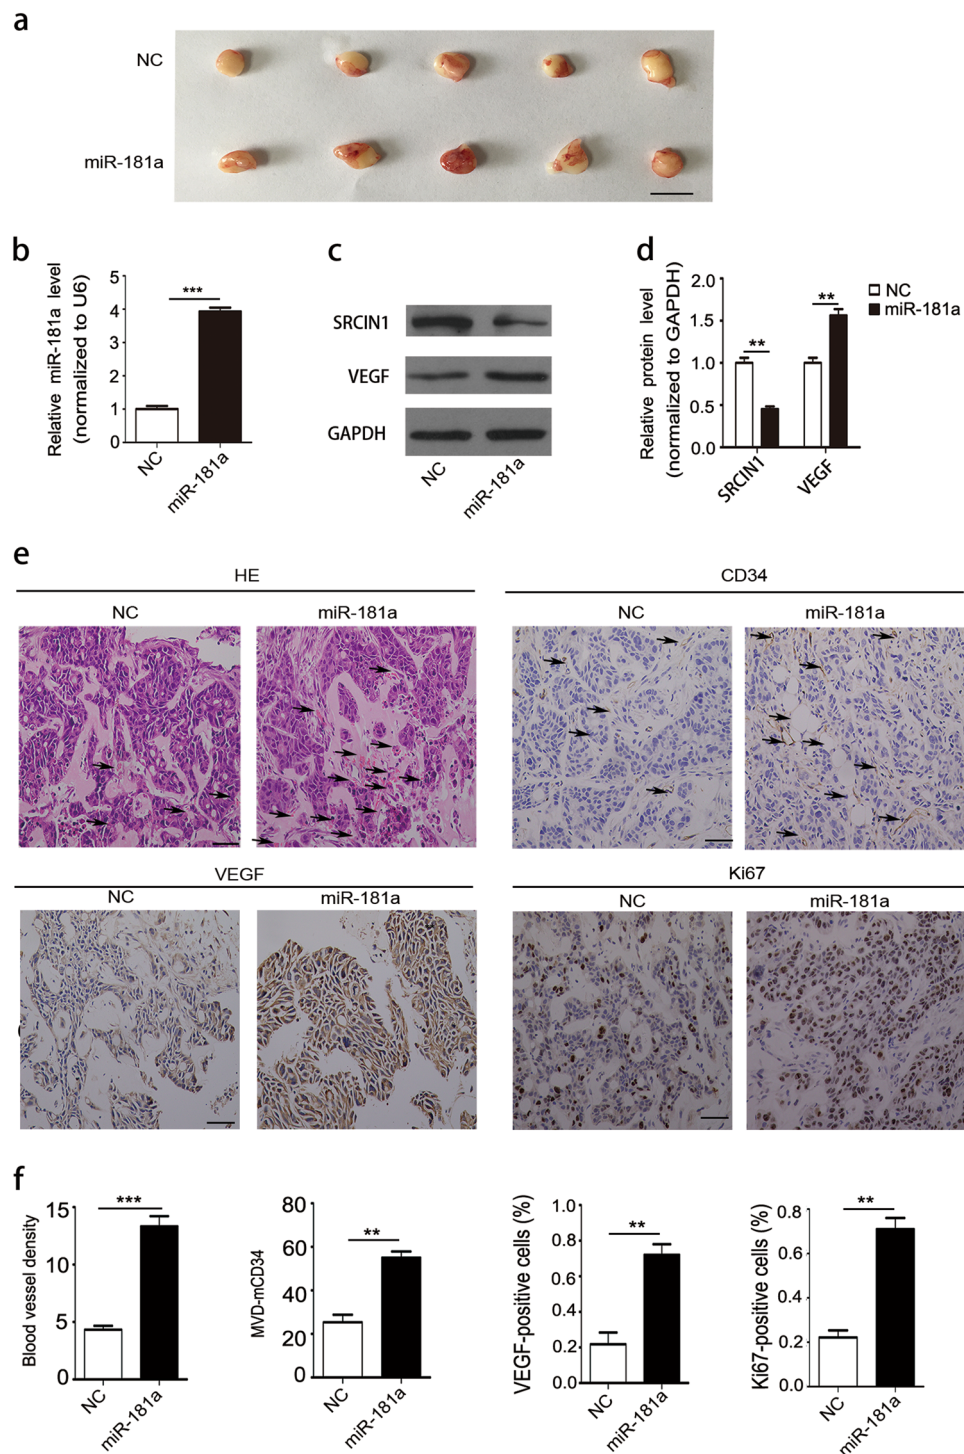 a
NC
miR-181a
b
Relative miR-181a level
(normalized to U6)
5
4
3
2
1
0
***
NC
miR-181a
c
SRCIN1
VEGF
GAPDH
NC
miR-181a
d
Relative protein level
(normalized to GAPDH)
2.0
1.5
1.0
0.5
0.0
**
**
NC
miR-181a
SRCIN1
VEGF
e
HE
NC
miR-181a
CD34
NC
miR-181a
VEGF
NC
miR-181a
Ki67
NC
miR-181a
f
Blood vessel density
15
10
5
0
***
NC
miR-181a
MVD-mCD34
80
60
40
20
0
**
NC
miR-181a
VEGF-positive cells (%)
1.0
0.8
0.6
0.4
0.2
0.0
**
NC
miR-181a
Ki67-positive cells (%)
0.8
0.6
0.4
0.2
0.0
**
NC
miR-181a